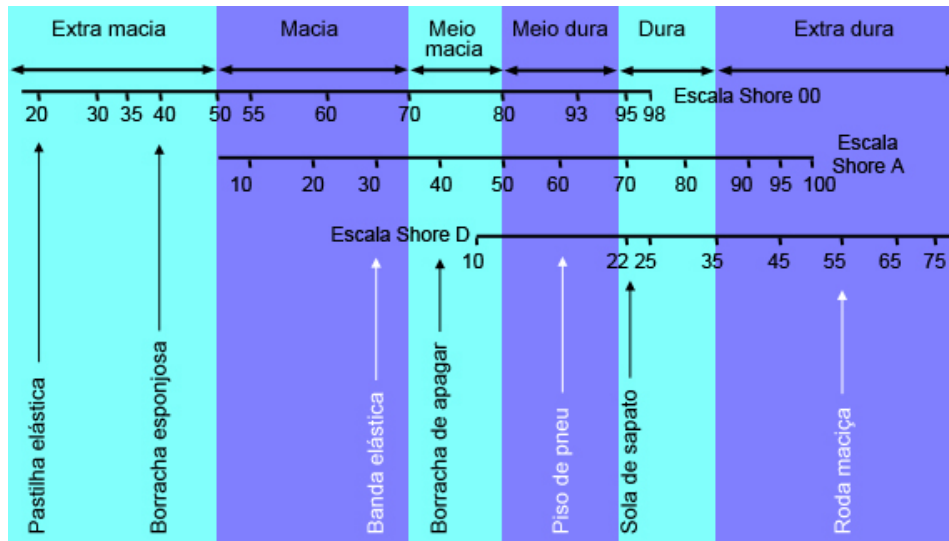 Extra macia
Macia
Meio
macia
Meio dura
Dura
Extra dura
Escala Shore 00
20 30 35 40 50 55 60 70 80 93 95 98
Escala
Shore A
10 20 30 40 50 60 70 80 90 95 100
Escala Shore D
10 22 25 35 45 55 65 75
Pastilha elástica
Borracha esponjosa
Banda elástica
Borracha de apagar
Piso de pneu
Sola de sapato
Roda maciça